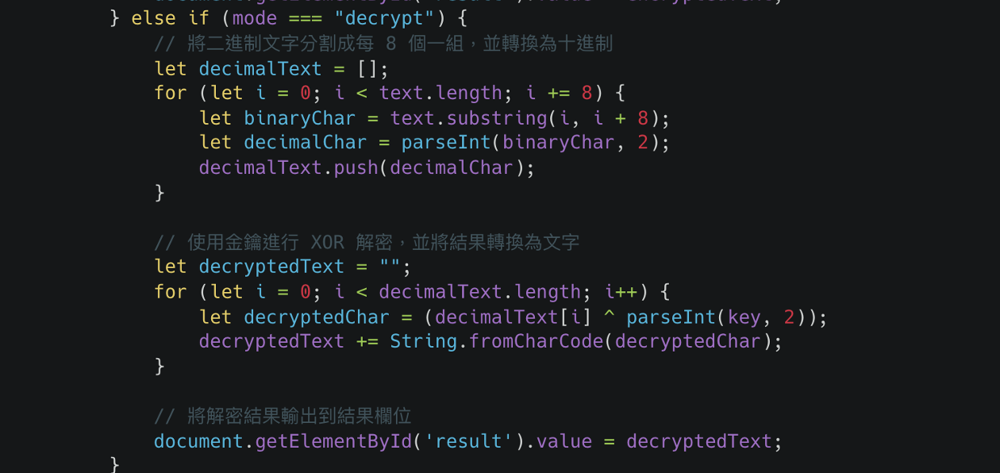 document.getElementById('result').value = encryptedText;
} else if (mode === "decrypt") {
// 將二進制文字分割成每 8 個一組，並轉換為十進制
let decimalText = [];
for (let i = 0; i < text.length; i += 8) {
let binaryChar = text.substring(i, i + 8);
let decimalChar = parseInt(binaryChar, 2);
decimalText.push(decimalChar);
}
// 使用金鑰進行 XOR 解密，並將結果轉換為文字
let decryptedText = "";
for (let i = 0; i < decimalText.length; i++) {
let decryptedChar = (decimalText[i] ^ parseInt(key, 2));
decryptedText += String.fromCharCode(decryptedChar);
}
// 將解密結果輸出到結果欄位
document.getElementById('result').value = decryptedText;
}